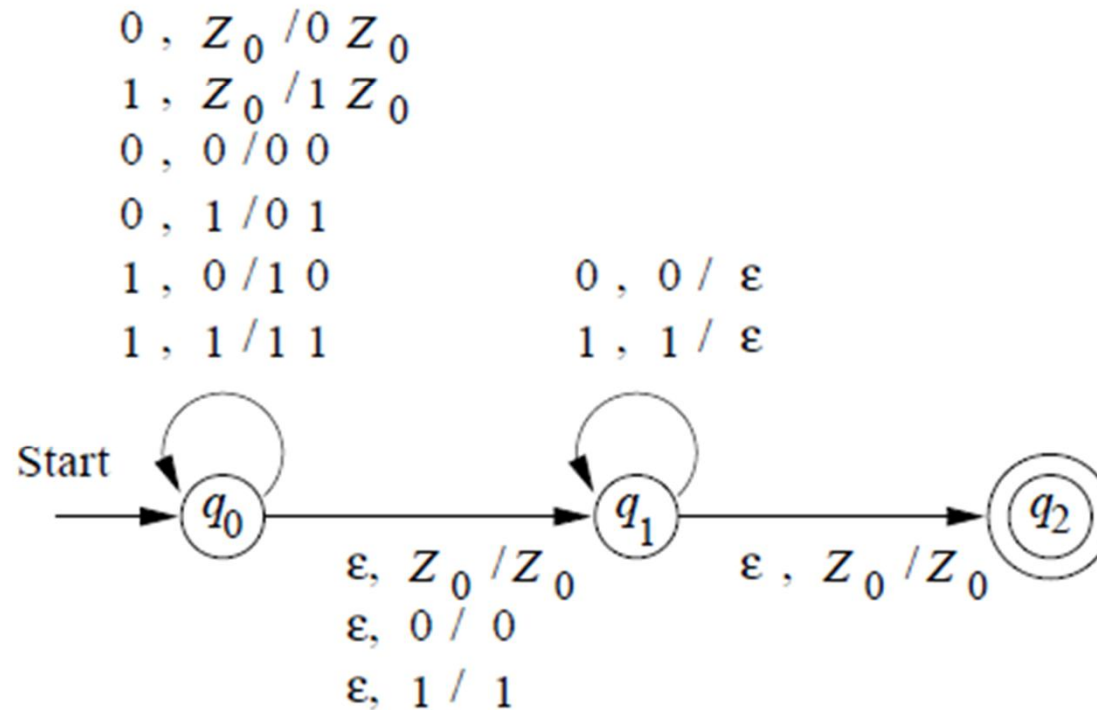 0 , Z₀ /0 Z₀
1 , Z₀ /1 Z₀
0 , 0 /0 0
0 , 1 /0 1
1 , 0 /1 0
1 , 1 /1 1
0 , 0 / ε
1 , 1 / ε
Start
q₀
q₁
q₂
ε, Z₀ /Z₀
ε, 0 / 0
ε, 1 / 1
ε , Z₀ /Z₀